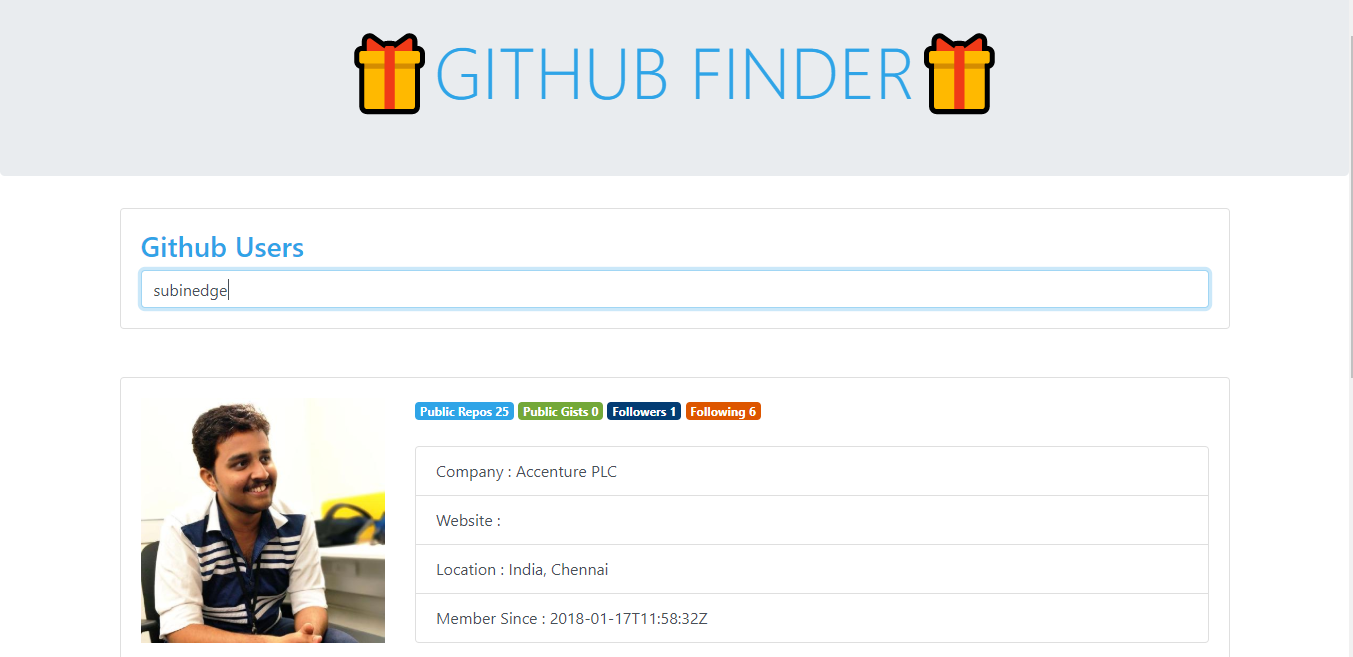 GITHUB FINDER
Github Users
subinedge
Public Repos 25 Public Gists 0 Followers 1 Following 6
Company : Accenture PLC
Website :
Location : India, Chennai
Member Since : 2018-01-17T11:58:32Z